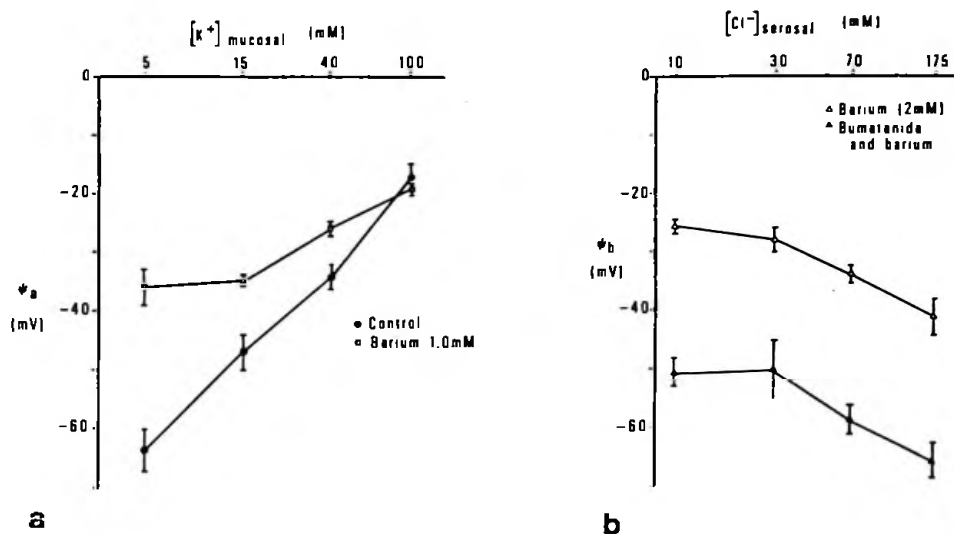 [K+] mucosal (mM)
5 15 40 100
0
-20
-40
-60
ψa
(mV)
Control
Barium 1.0mM
a
[Cl-] serosal (mM)
10 30 70 175
0
-20
-40
-60
ψb
(mV)
Barium (2mM)
Bumatanida
and barium
b